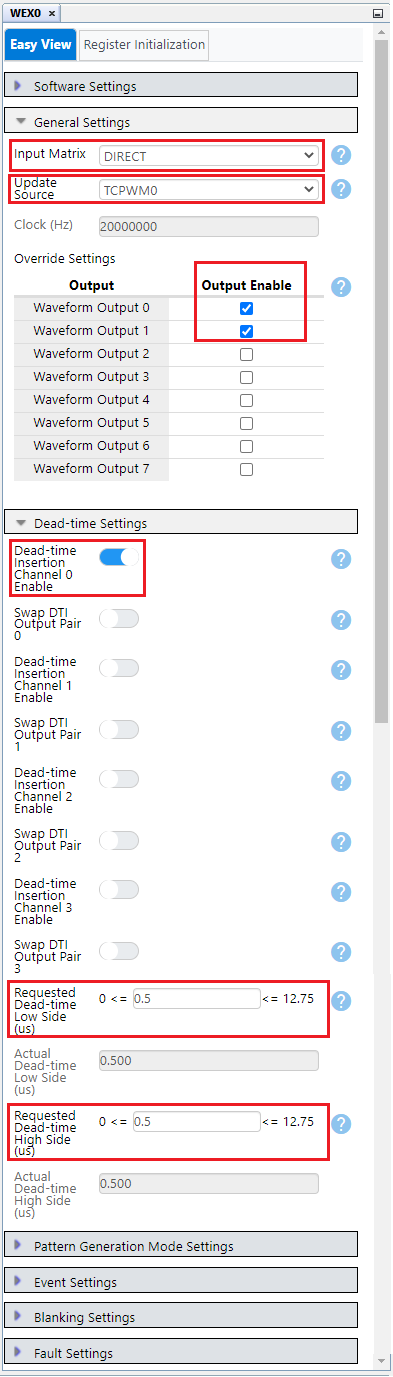 WEX0
Easy View
Register Initialization
Software Settings
General Settings
Input Matrix
DIRECT
?
Update
Source
TCPWM0
?
Clock (Hz)
20000000
Override Settings
Output
Output Enable
?
Waveform Output 0
Waveform Output 1
Waveform Output 2
Waveform Output 3
Waveform Output 4
Waveform Output 5
Waveform Output 6
Waveform Output 7
Dead-time Settings
Dead-time
Insertion
Channel 0
Enable
?
Swap DTI
Output Pair
0
?
Dead-time
Insertion
Channel 1
Enable
?
Swap DTI
Output Pair
1
?
Dead-time
Insertion
Channel 2
Enable
?
Swap DTI
Output Pair
2
?
Dead-time
Insertion
Channel 3
Enable
?
Swap DTI
Output Pair
3
?
Requested
Dead-time
Low Side
(us)
0 <= 0.5 <= 12.75
?
Actual
Dead-time
Low Side
(us)
0.500
Requested
Dead-time
High Side
(us)
0 <= 0.5 <= 12.75
?
Actual
Dead-time
High Side
(us)
0.500
Pattern Generation Mode Settings
Event Settings
Blanking Settings
Fault Settings